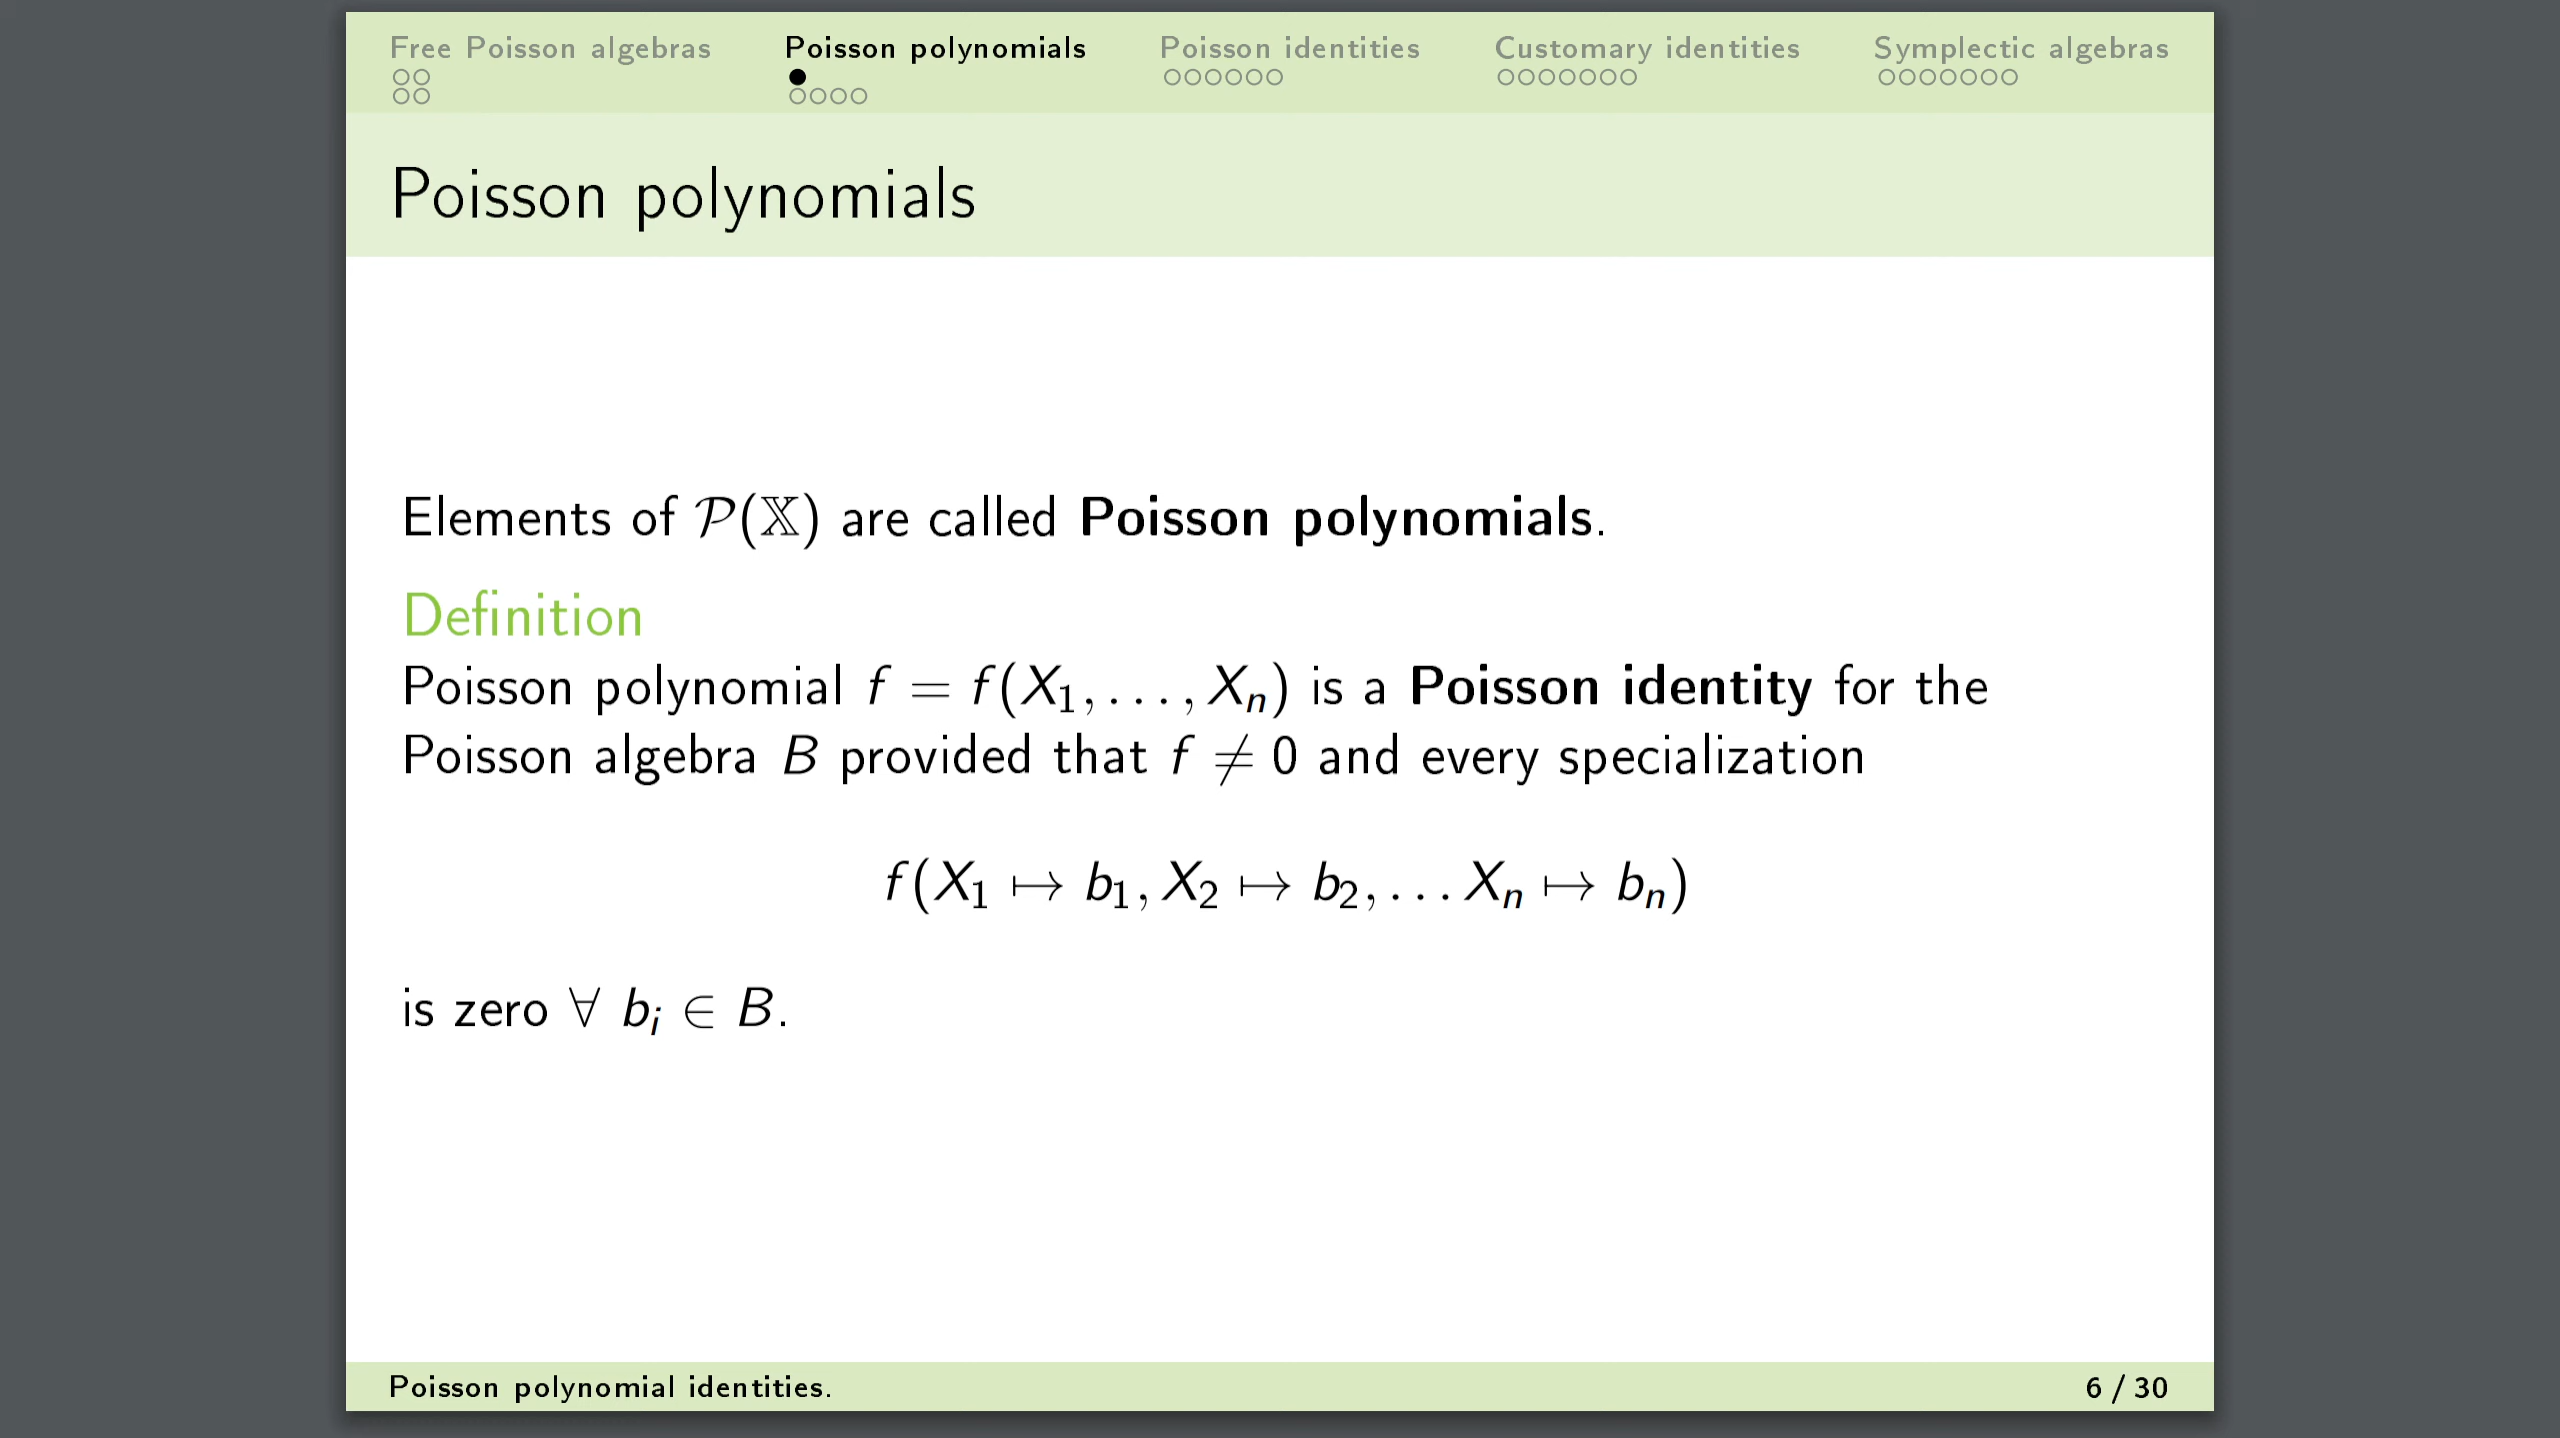 Free Poisson algebras Poisson polynomials Poisson identities Customary identities Symplectic algebras
Poisson polynomials
Elements of 𝒫(𝕏) are called Poisson polynomials.
Definition
Poisson polynomial f = f(X₁, . . . , Xₙ) is a Poisson identity for the
Poisson algebra B provided that f ≠ 0 and every specialization
f(X₁ ↦ b₁, X₂ ↦ b₂, . . . Xₙ ↦ bₙ)
is zero ∀ bᵢ ∈ B.
Poisson polynomial identities. 6 / 30